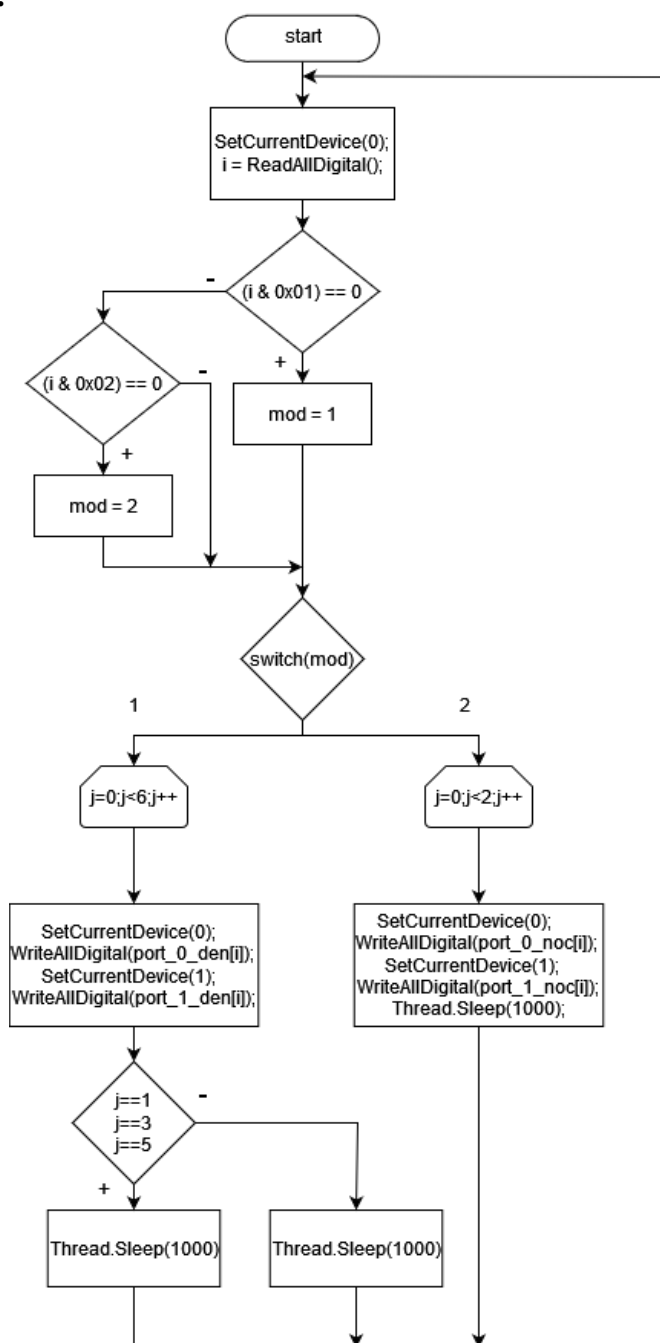 start
SetCurrentDevice(0);
i = ReadAllDigital();
(i & 0x01) == 0
-
+
(i & 0x02) == 0
-
+
mod = 1
mod = 2
switch(mod)
1
2
j=0;j<6;j++
j=0;j<2;j++
SetCurrentDevice(0);
WriteAllDigital(port_0_den[i]);
SetCurrentDevice(1);
WriteAllDigital(port_1_den[i]);
SetCurrentDevice(0);
WriteAllDigital(port_0_noc[i]);
SetCurrentDevice(1);
WriteAllDigital(port_1_noc[i]);
Thread.Sleep(1000);
j==1
j==3
j==5
-
+
Thread.Sleep(1000)
Thread.Sleep(1000)